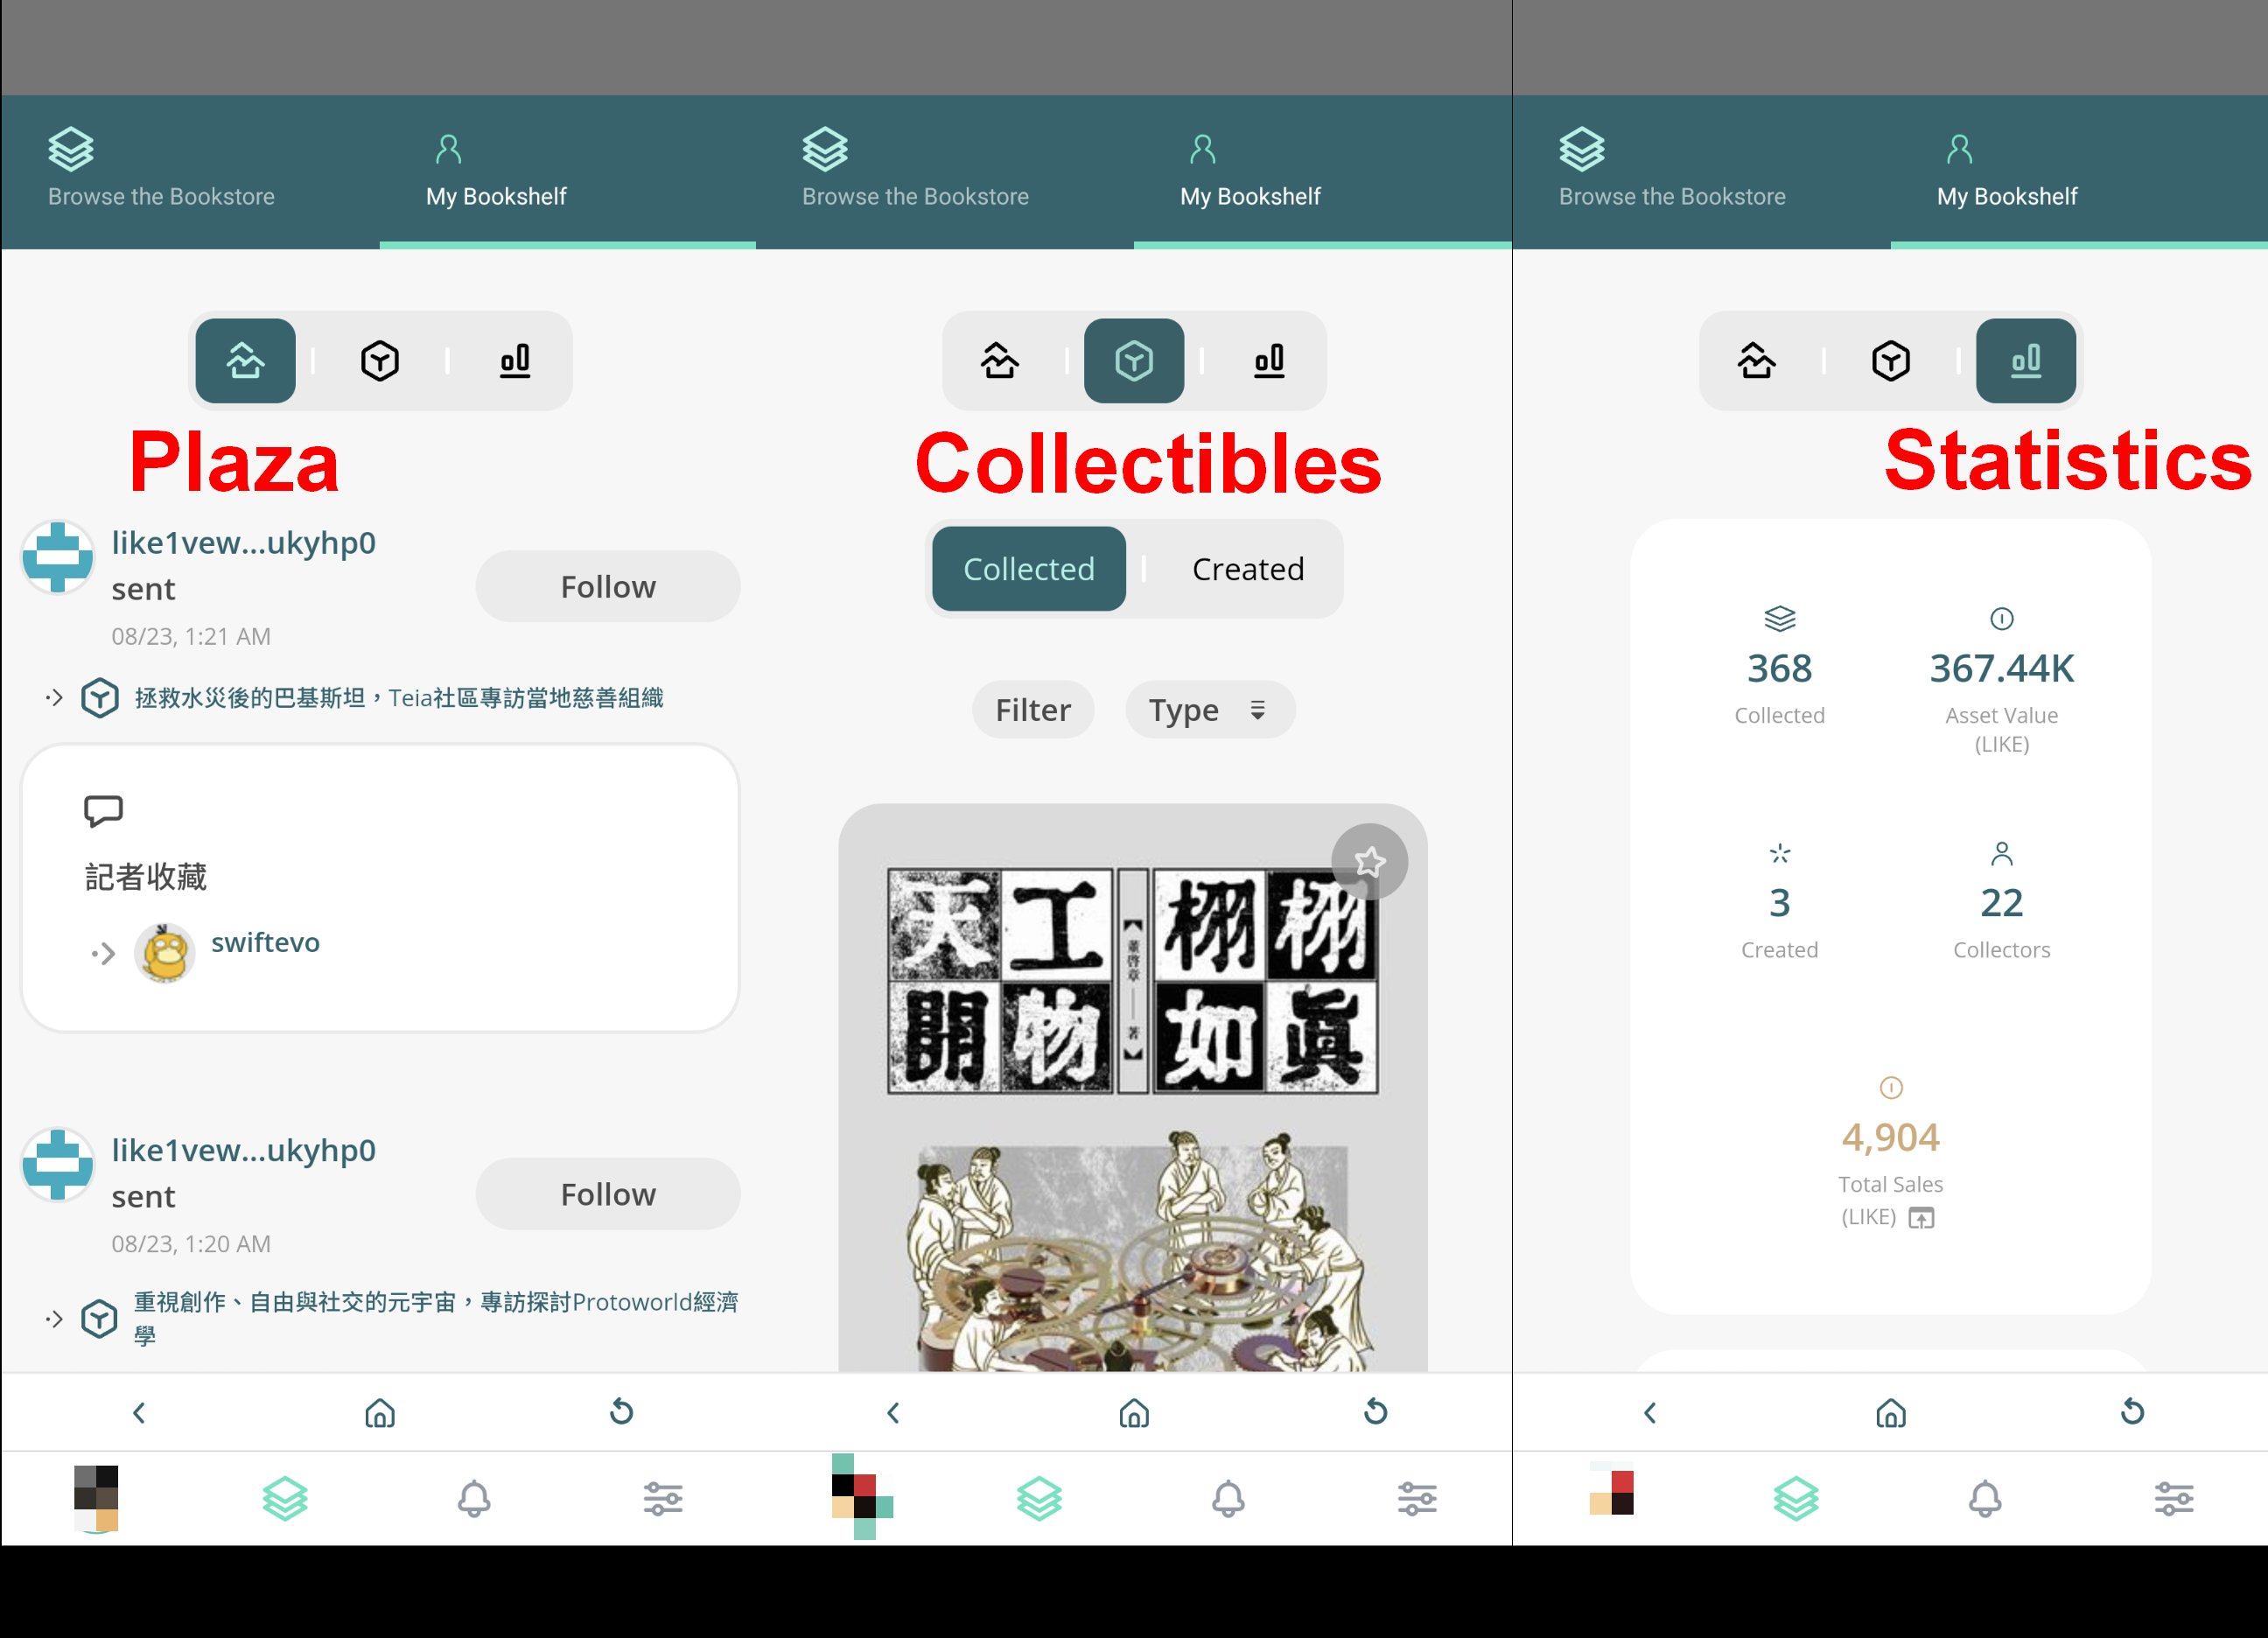 Browse the Bookstore
My Bookshelf
Plaza
like1vew...ukyhp0
sent
08/23, 1:21 AM
Follow
拯救水災後的巴基斯坦，Teia社區專訪當地慈善組織
記者收藏
swiftevo
like1vew...ukyhp0
sent
08/23, 1:20 AM
Follow
重視創作、自由與社交的元宇宙，專訪探討Protoworld經濟
學
Browse the Bookstore
My Bookshelf
Collectibles
Collected
Created
Filter
Type
天工
開物
【董啓章——著】
栩栩
如眞
Browse the Bookstore
My Bookshelf
Statistics
368
Collected
367.44K
Asset Value
(LIKE)
3
Created
22
Collectors
4,904
Total Sales
(LIKE)